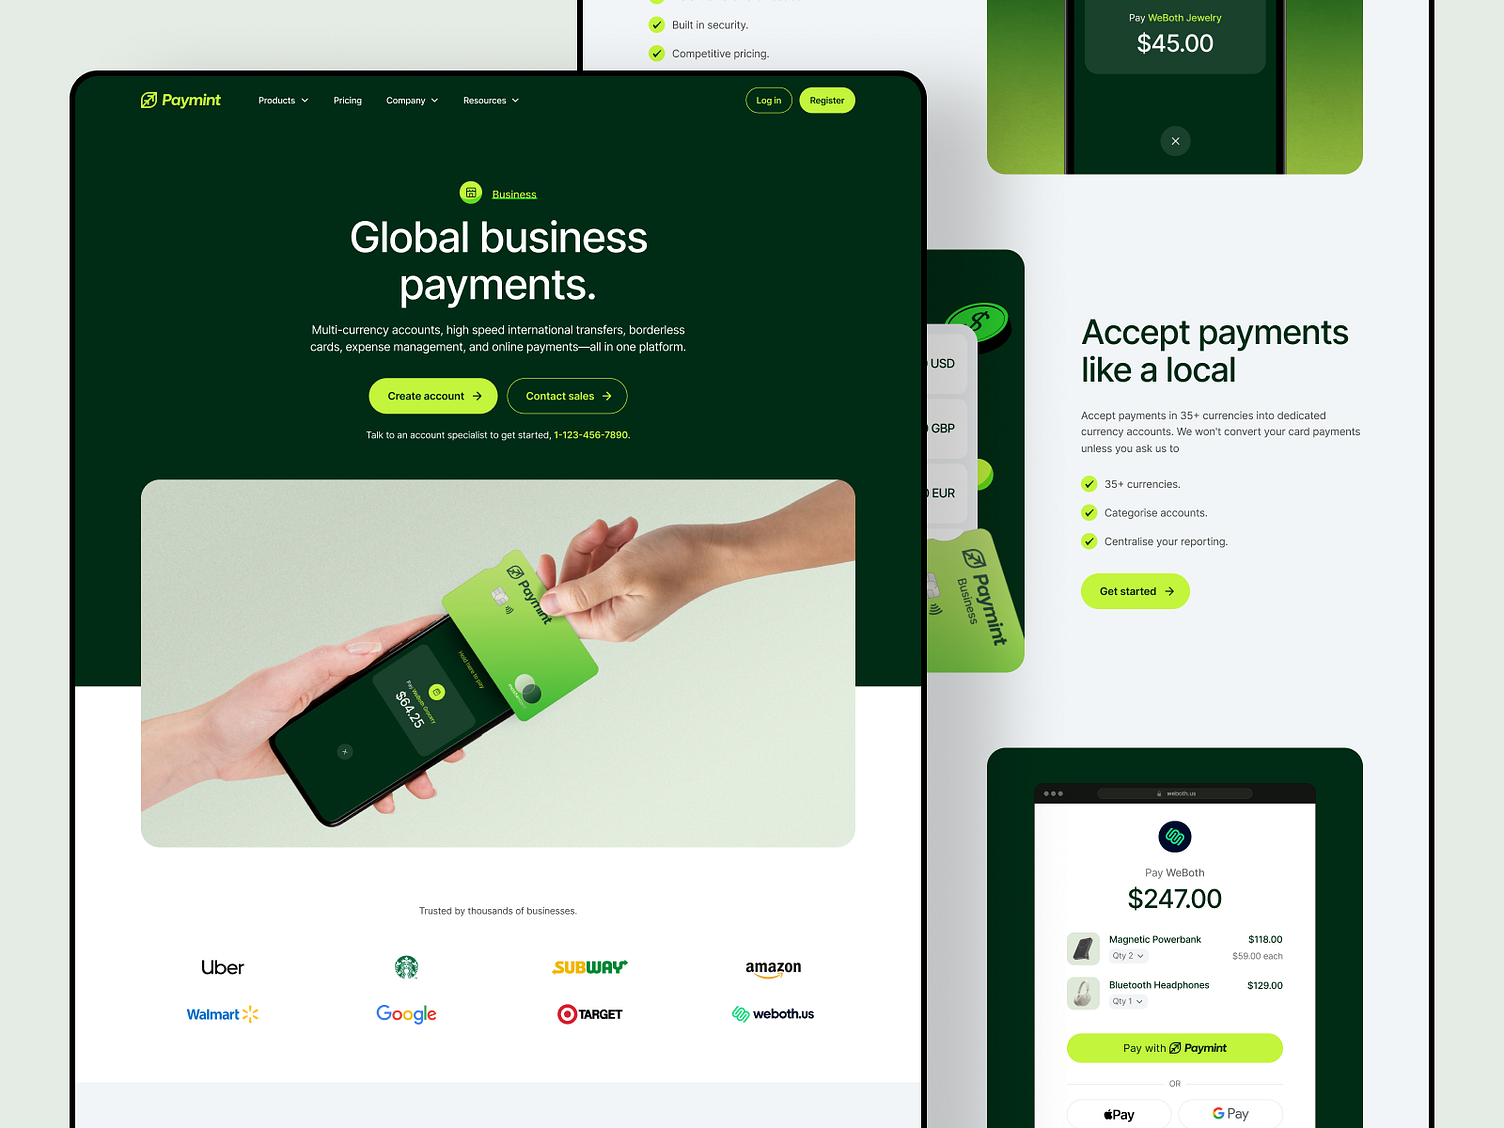 Built in security.
Competitive pricing.
Pay WeBoth Jewelry
$45.00
Paymint
Products
Pricing
Company
Resources
Log in
Register
Business
Global business
payments.
Multi-currency accounts, high speed international transfers, borderless
cards, expense management, and online payments—all in one platform.
Create account
Contact sales
Talk to an account specialist to get started, 1-123-456-7890.
Paymint
Hold here to pay
Pay WeBoth Grocery
$64.25
Trusted by thousands of businesses.
Uber
SUBWAY
amazon
Walmart
Google
TARGET
weboth.us
$
USD
GBP
EUR
Paymint
Business
Accept payments
like a local
Accept payments in 35+ currencies into dedicated
currency accounts. We won't convert your card payments
unless you ask us to
35+ currencies.
Categorise accounts.
Centralise your reporting.
Get started
weboth.us
Pay WeBoth
$247.00
Magnetic Powerbank
$118.00
Qty 2
$59.00 each
Bluetooth Headphones
$129.00
Qty 1
Pay with Paymint
OR
Pay
G Pay